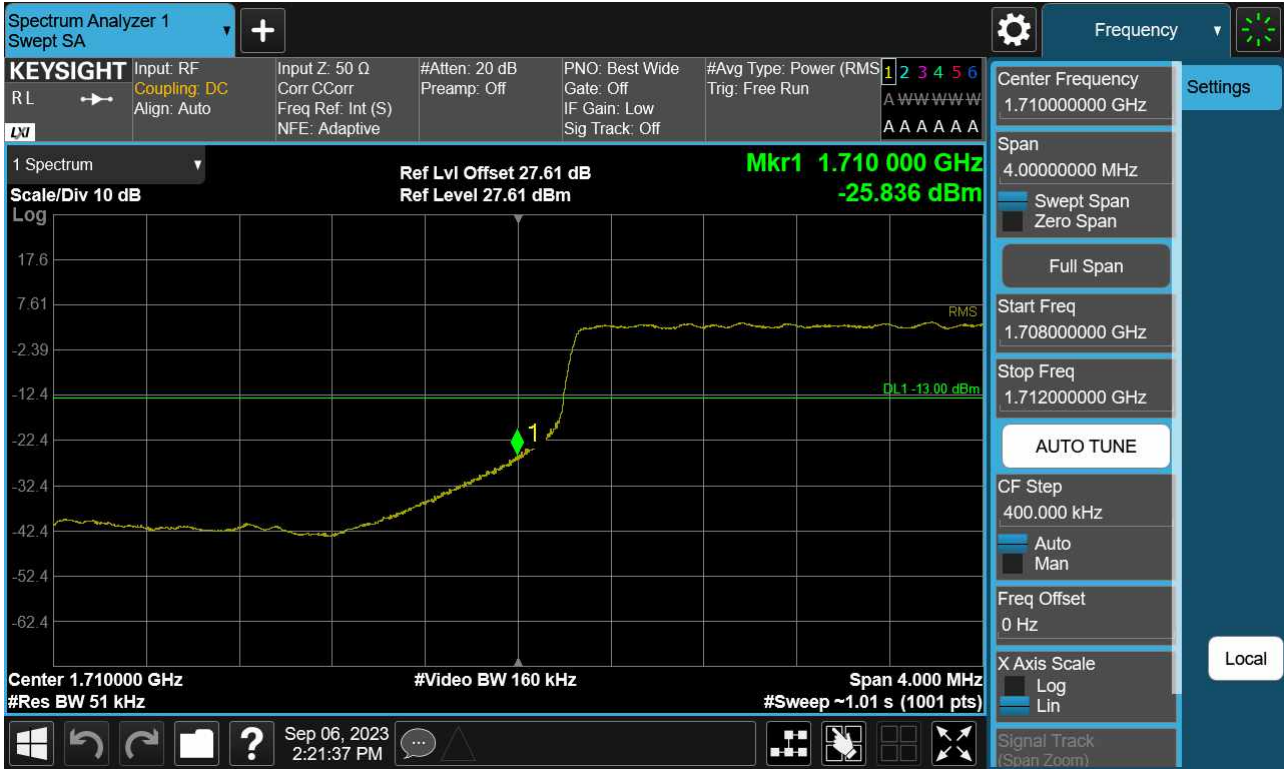 Spectrum Analyzer 1
Swept SA
Frequency
KEYSIGHT
R L
LXI
Input: RF
Coupling: DC
Align: Auto
Input Z: 50 Ω
Corr CCorr
Freq Ref: Int (S)
NFE: Adaptive
#Atten: 20 dB
Preamp: Off
PNO: Best Wide
Gate: Off
IF Gain: Low
Sig Track: Off
#Avg Type: Power (RMS
Trig: Free Run
1 2 3 4 5 6
A W W W W W
A A A A A A
1 Spectrum
Scale/Div 10 dB
Log
Ref Lvl Offset 27.61 dB
Ref Level 27.61 dBm
Mkr1 1.710 000 GHz
-25.836 dBm
17.6
7.61
-2.39
-12.4
-22.4
-32.4
-42.4
-52.4
-62.4
RMS
DL1 -13.00 dBm
1
Center 1.710000 GHz
#Res BW 51 kHz
#Video BW 160 kHz
Span 4.000 MHz
#Sweep ~1.01 s (1001 pts)
Center Frequency
1.710000000 GHz
Settings
Span
4.00000000 MHz
Swept Span
Zero Span
Full Span
Start Freq
1.708000000 GHz
Stop Freq
1.712000000 GHz
AUTO TUNE
CF Step
400.000 kHz
Auto
Man
Freq Offset
0 Hz
X Axis Scale
Log
Lin
Local
Signal Track
(Span Zoom)
?
Sep 06, 2023
2:21:37 PM